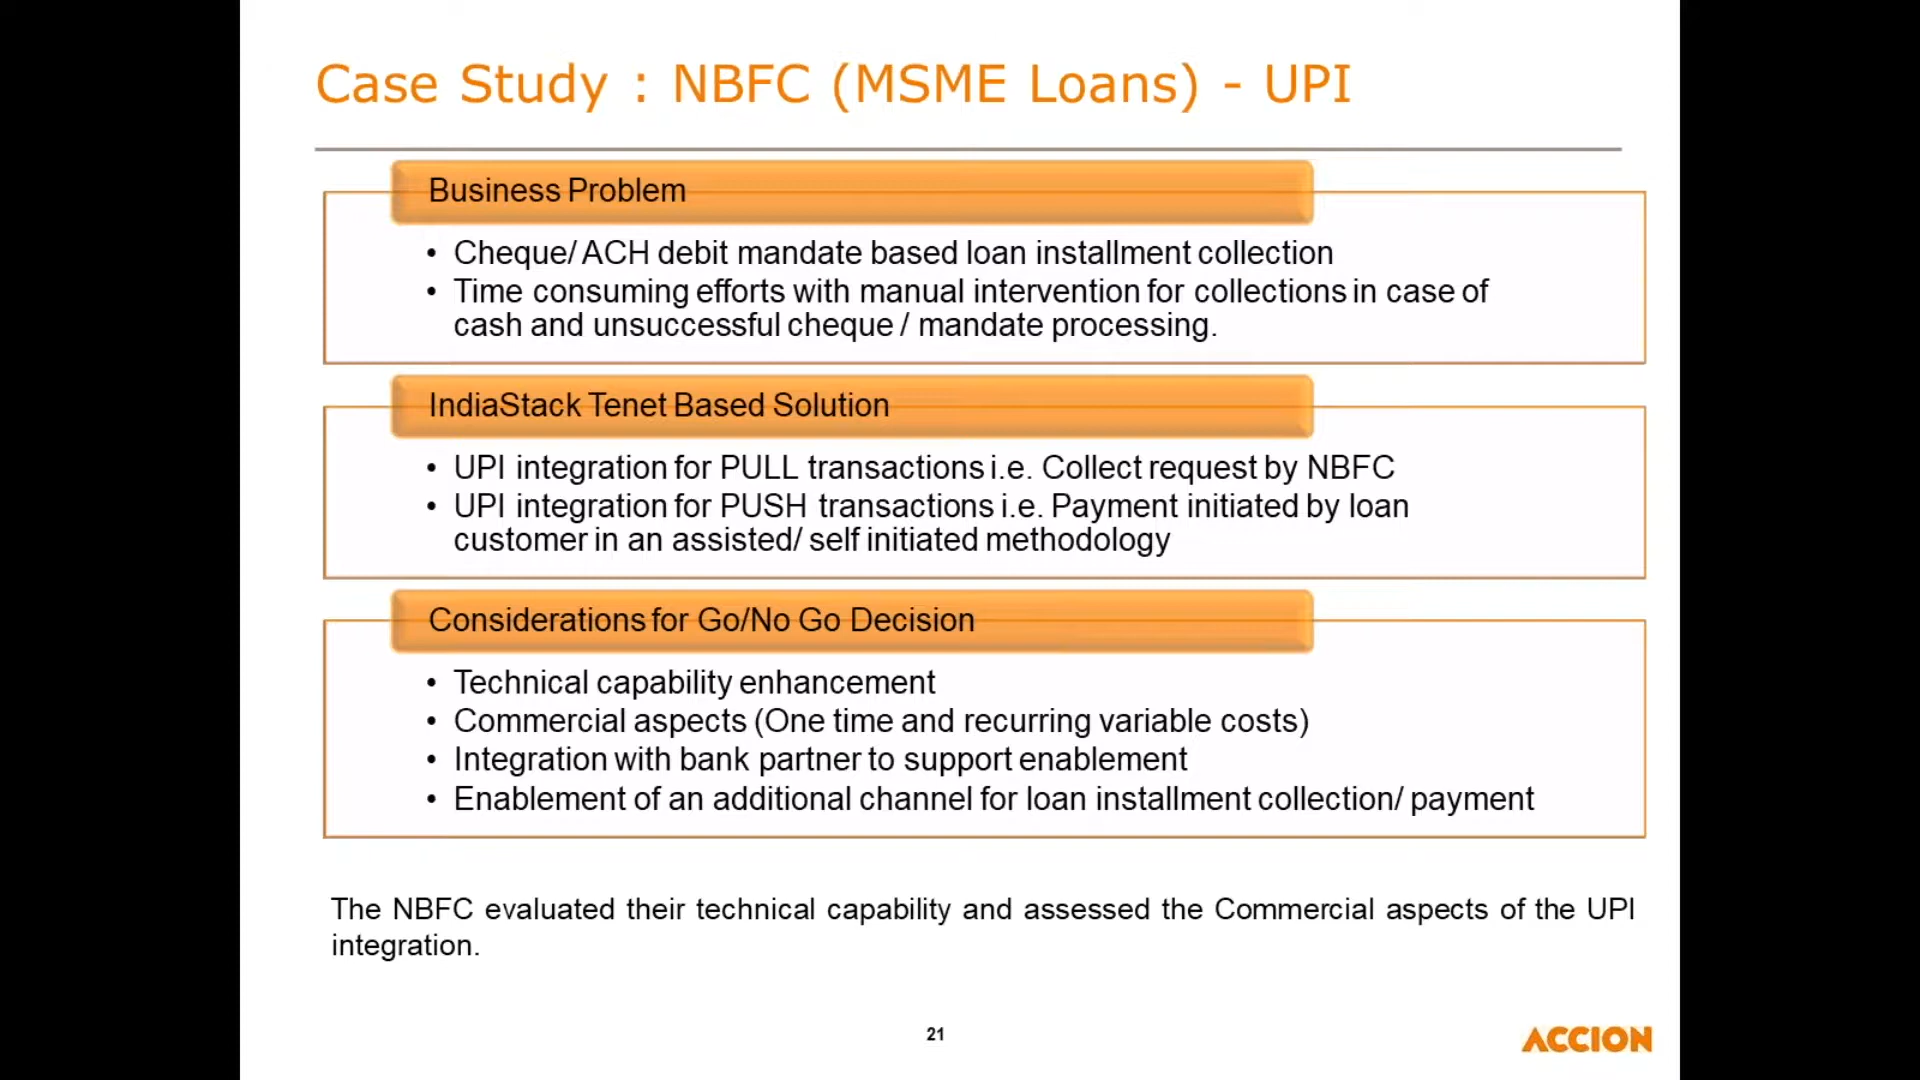 Case Study : NBFC (MSME Loans) - UPI
Business Problem
• Cheque/ ACH debit mandate based loan installment collection
• Time consuming efforts with manual intervention for collections in case of
cash and unsuccessful cheque / mandate processing.
IndiaStack Tenet Based Solution
• UPI integration for PULL transactions i.e. Collect request by NBFC
• UPI integration for PUSH transactions i.e. Payment initiated by loan
customer in an assisted/ self initiated methodology
Considerations for Go/No Go Decision
• Technical capability enhancement
• Commercial aspects (One time and recurring variable costs)
• Integration with bank partner to support enablement
• Enablement of an additional channel for loan installment collection/ payment
The NBFC evaluated their technical capability and assessed the Commercial aspects of the UPI
integration.
21
ACCION